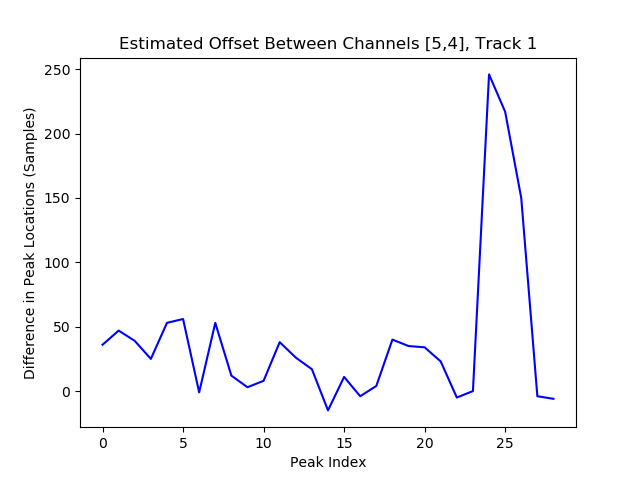 Estimated Offset Between Channels [5,4], Track 1
250
200
150
100
50
0
Difference in Peak Locations (Samples)
0 5 10 15 20 25
Peak Index